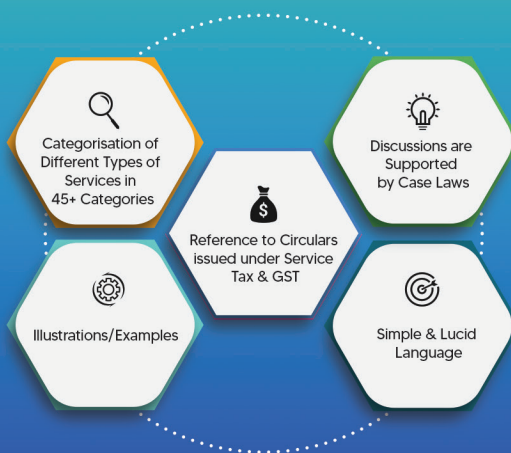 Categorisation of
Different Types of
Services in
45+ Categories
Discussions are
Supported
by Case Laws
$
Reference to Circulars
issued under Service
Tax & GST
Illustrations/Examples
Simple & Lucid
Language